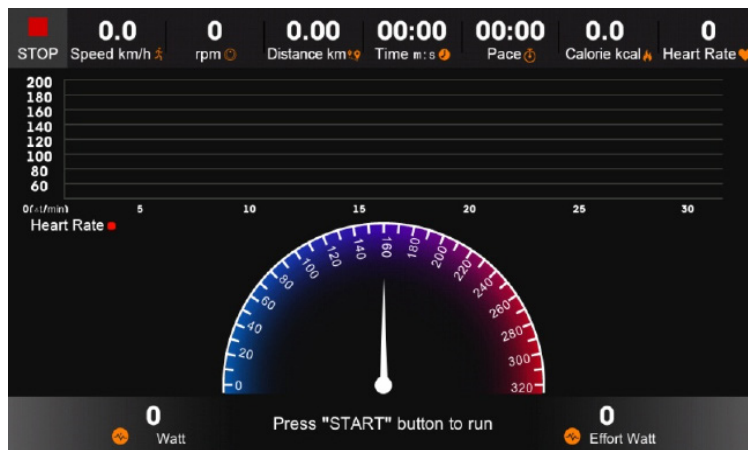 0.0 0 0.00 00:00 00:00 0.0 0
STOP Speed km/h rpm Distance km Time m:s Pace Calorie kcal Heart Rate
200
180
160
140
120
100
80
60
5 10 15 20 25 30
Heart Rate
0 20 40 60 80 100 120 140 160 180 200 220 240 260 280 300 320
0 Press "START" button to run 0
Watt Effort Watt